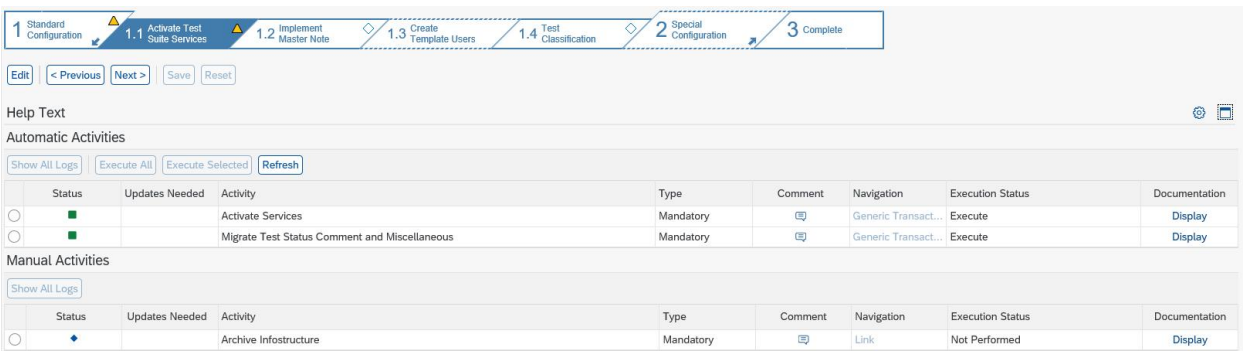 1 Standard Configuration
1.1 Activate Test Suite Services
1.2 Implement Master Note
1.3 Create Template Users
1.4 Test Classification
2 Special Configuration
3 Complete
Edit < Previous Next > Save Reset
Help Text
Automatic Activities
Show All Logs Execute All Execute Selected Refresh
Status Updates Needed Activity Type Comment Navigation Execution Status Documentation
Activate Services Mandatory Generic Transact... Execute Display
Migrate Test Status Comment and Miscellaneous Mandatory Generic Transact... Execute Display
Manual Activities
Show All Logs
Status Updates Needed Activity Type Comment Navigation Execution Status Documentation
Archive Infostructure Mandatory Link Not Performed Display